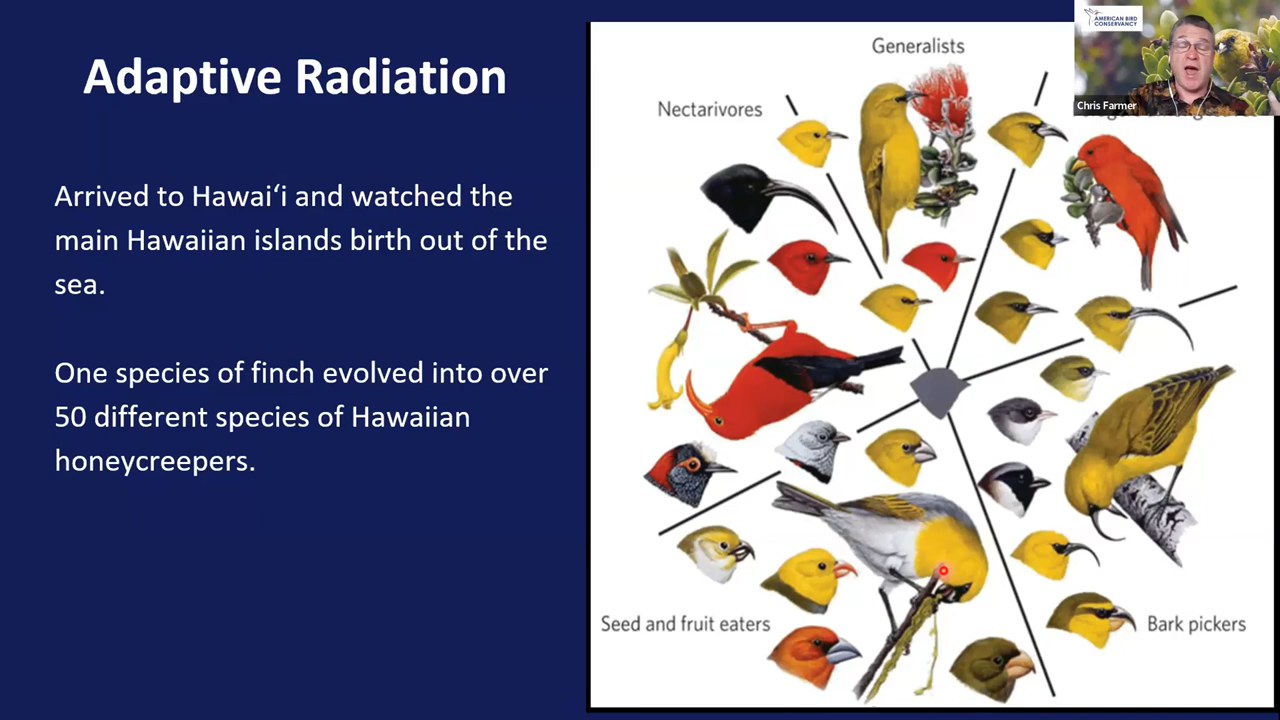 Adaptive Radiation
Arrived to Hawaiʻi and watched the
main Hawaiian islands birth out of the
sea.
One species of finch evolved into over
50 different species of Hawaiian
honeycreepers.
Generalists
Nectarivores
Seed and fruit eaters
Bark pickers
AMERICAN BIRD
CONSERVANCY
Chris Farmer